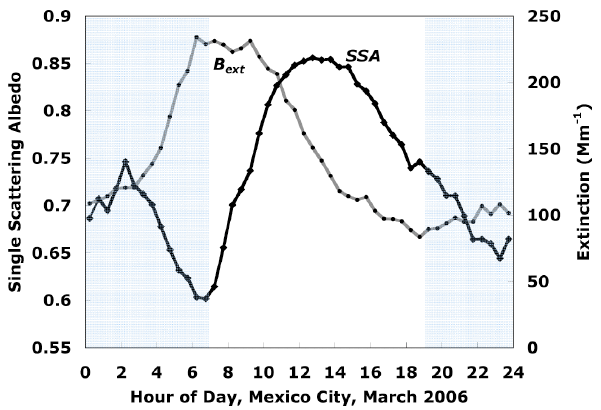 0.9
0.85
0.8
0.75
0.7
0.65
0.6
0.55
Single Scattering Albedo
B_ext
SSA
250
200
150
100
50
0
Extinction (Mm⁻¹)
0 2 4 6 8 10 12 14 16 18 20 22 24
Hour of Day, Mexico City, March 2006